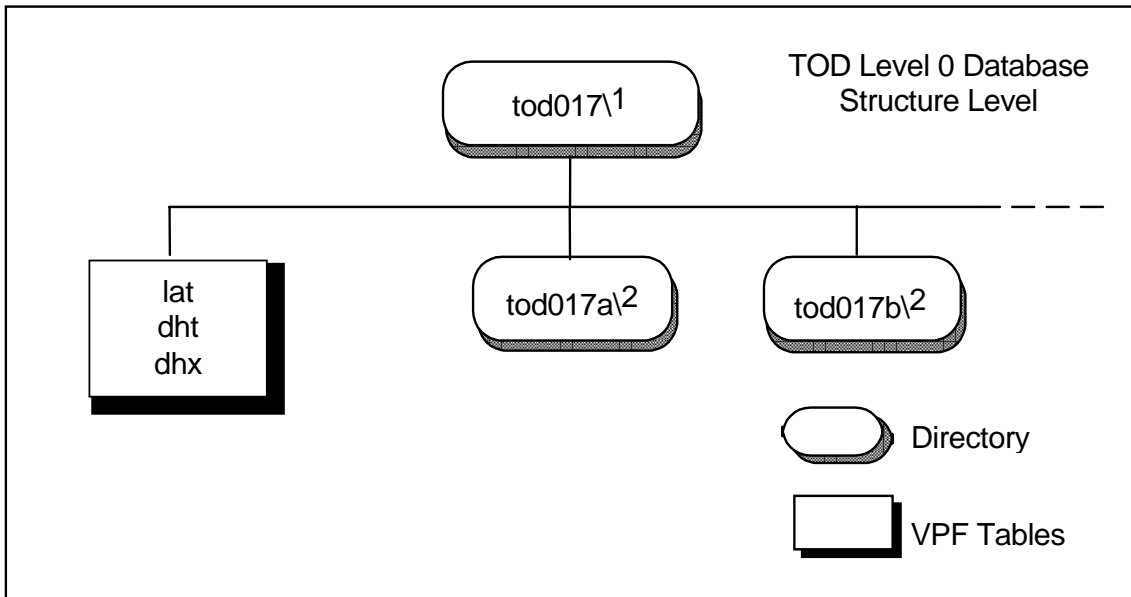 TOD Level 0 Database
Structure Level
tod017\1
lat
dht
dhx
tod017a\2
tod017b\2
Directory
VPF Tables